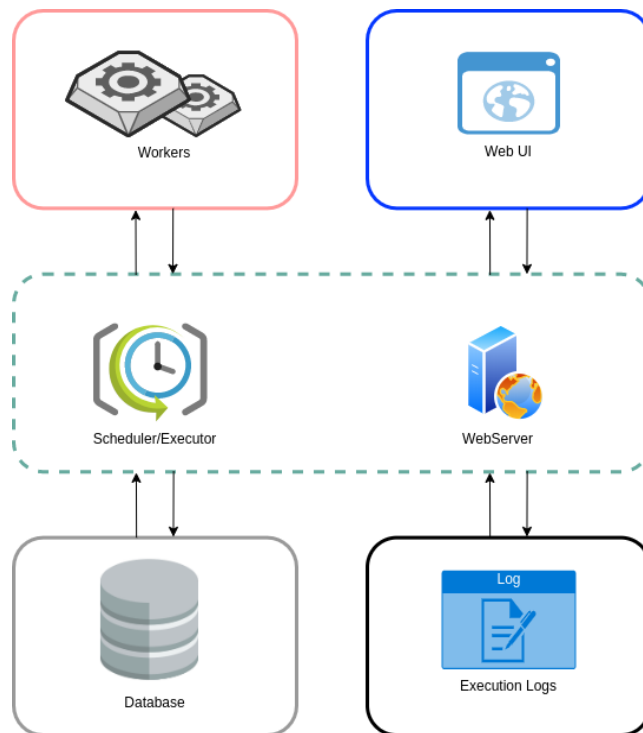 Workers
Web UI
Scheduler/Executor
WebServer
Database
Log
Execution Logs